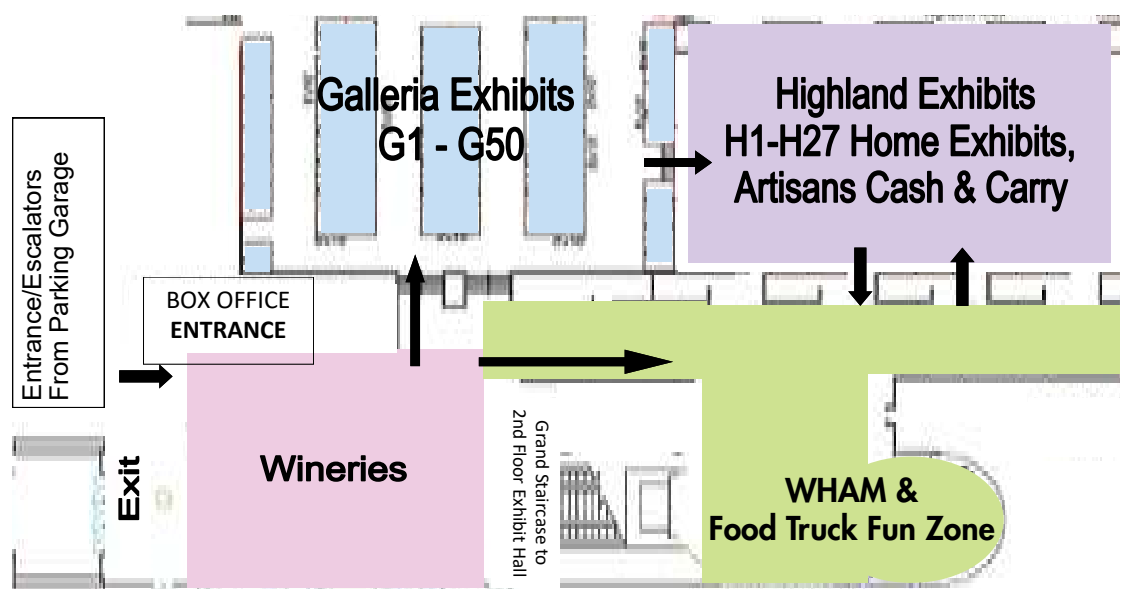 Galleria Exhibits
G1 - G50
Highland Exhibits
H1-H27 Home Exhibits,
Artisans Cash & Carry
Entrance/Escalators
From Parking Garage
BOX OFFICE
ENTRANCE
Exit
Wineries
Grand Staircase to
2nd Floor Exhibit Hall
WHAM &
Food Truck Fun Zone